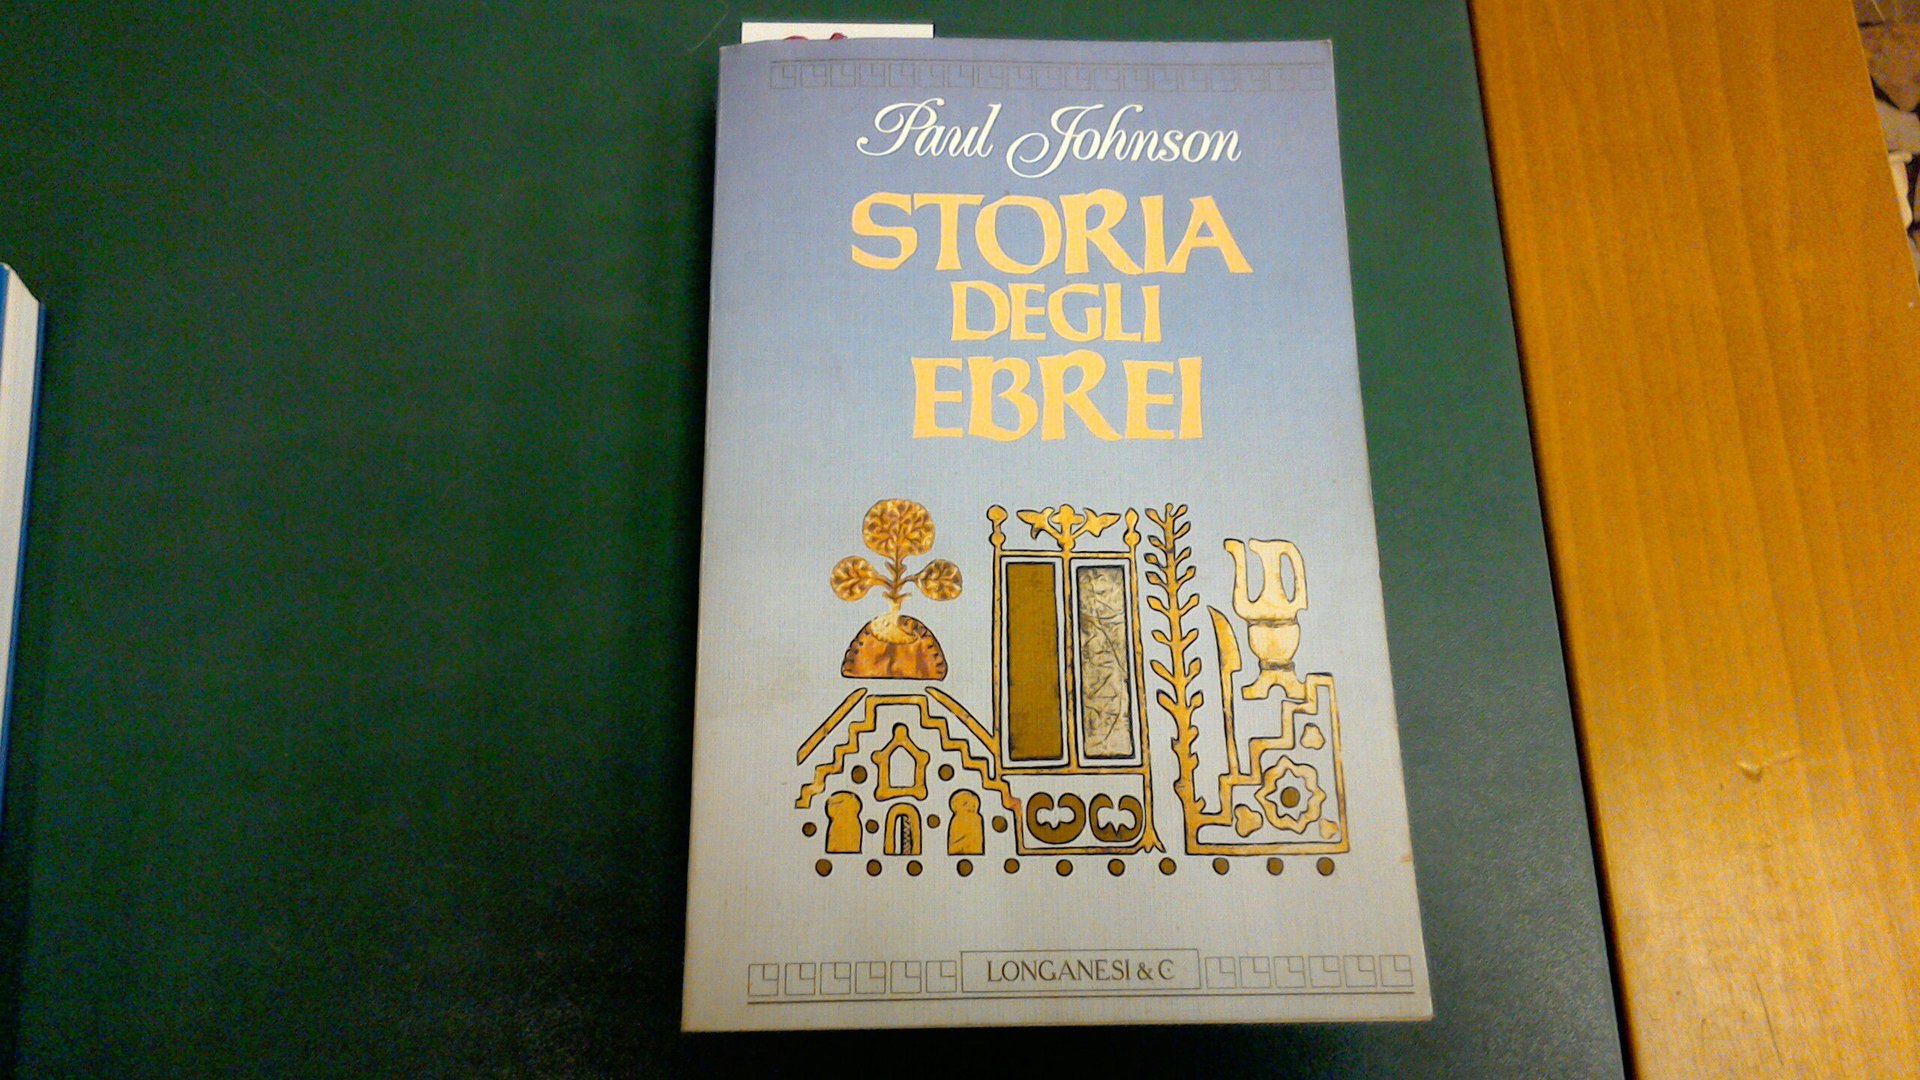 Paul Johnson
STORIA
DEGLI
EBREI
LONGANESI & C